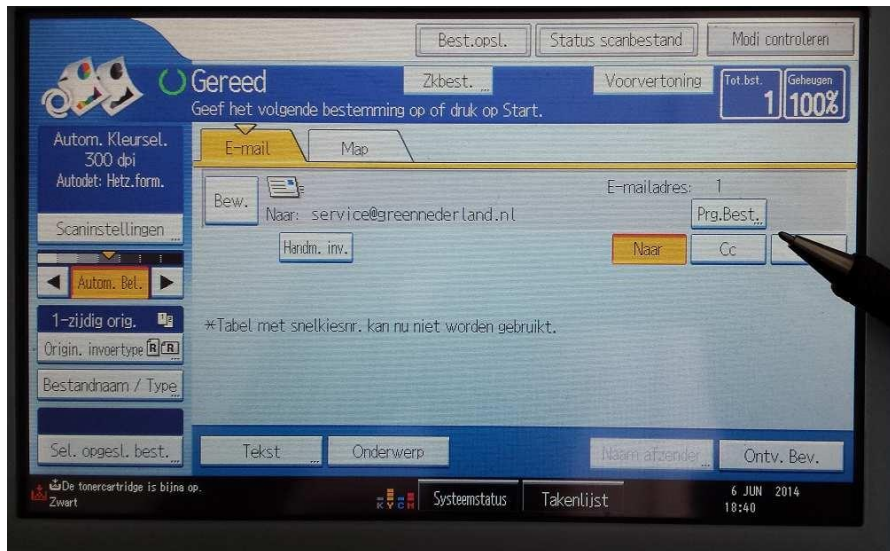 Best.opsl.
Status scanbestand
Modi controleren
Gereed
Zkbest.
Voorvertoning
Tot.bst.
1
Geheugen
100%
Geef het volgende bestemming op of druk op Start.
Autom. Kleursel.
300 dpi
Autodet: Hetz.form.
Scaninstellingen
Autom. Bel.
1-zijdig orig.
Origin. invoertype
Bestandnaam / Type
Sel. opgesl. best.
E-mail
Map
Bew.
Naar: service@greennederland.nl
E-mailadres: 1
Prg.Best.
Handm. inv.
Naar
Cc
*Tabel met snelkiesnr. kan nu niet worden gebruikt.
Tekst
Onderwerp
Naam afzender
Ontv. Bev.
De tonercartridge is bijna op.
Zwart
K Y C M
Systeemstatus
Takenlijst
6 JUN 2014
18:40